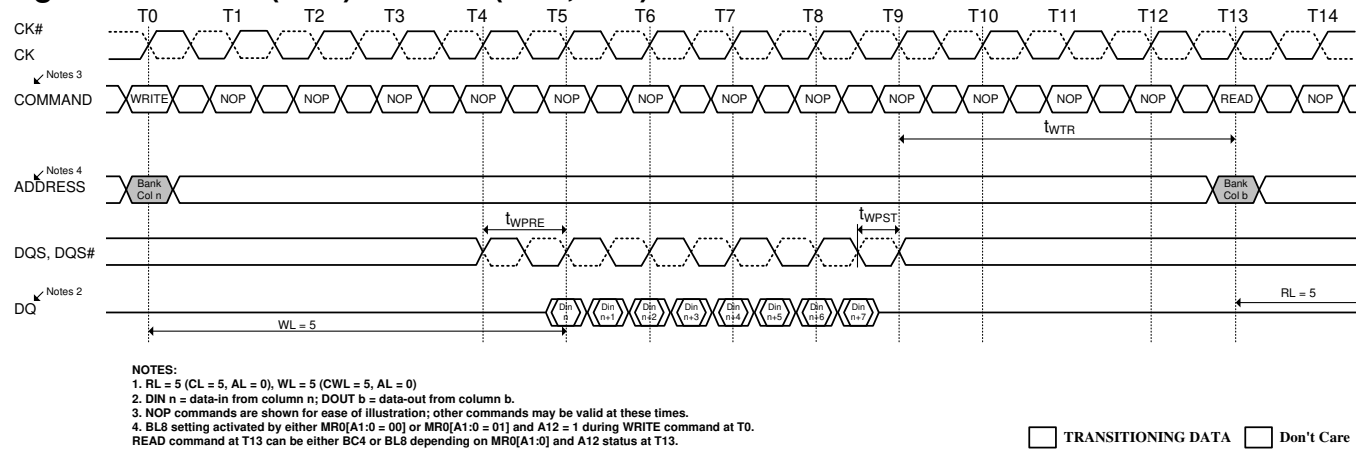 T0 T1 T2 T3 T4 T5 T6 T7 T8 T9 T10 T11 T12 T13 T14
CK#
CK
Notes 3
COMMAND WRITE NOP NOP NOP NOP NOP NOP NOP NOP NOP NOP NOP NOP READ NOP
tWTR
Notes 4
ADDRESS
Bank
Col n
Bank
Col b
tWPRE
tWPST
DQS, DQS#
Notes 2
DQ
Din n
Din n+1
Din n+2
Din n+3
Din n+4
Din n+5
Din n+6
Din n+7
RL = 5
WL = 5
NOTES:
1. RL = 5 (CL = 5, AL = 0), WL = 5 (CWL = 5, AL = 0)
2. DIN n = data-in from column n; DOUT b = data-out from column b.
3. NOP commands are shown for ease of illustration; other commands may be valid at these times.
4. BL8 setting activated by either MR0[A1:0 = 00] or MR0[A1:0 = 01] and A12 = 1 during WRITE command at T0.
READ command at T13 can be either BC4 or BL8 depending on MR0[A1:0] and A12 status at T13.
TRANSITIONING DATA
Don't Care